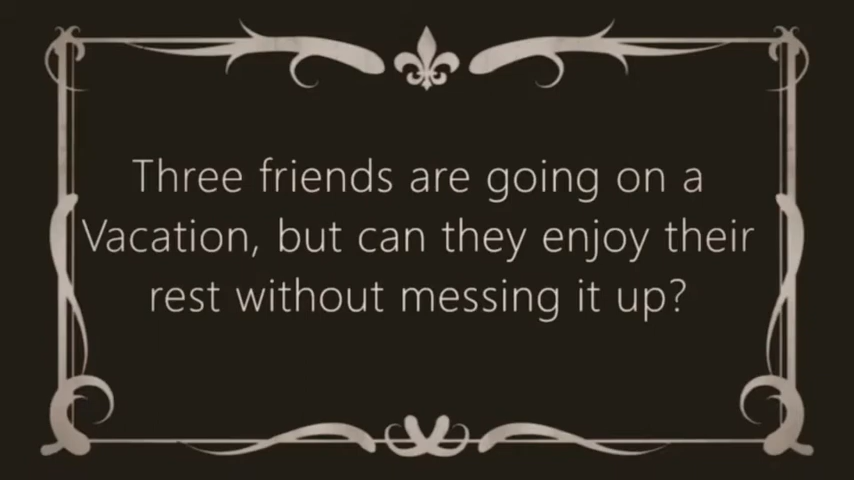 Three friends are going on a
Vacation, but can they enjoy their
rest without messing it up?